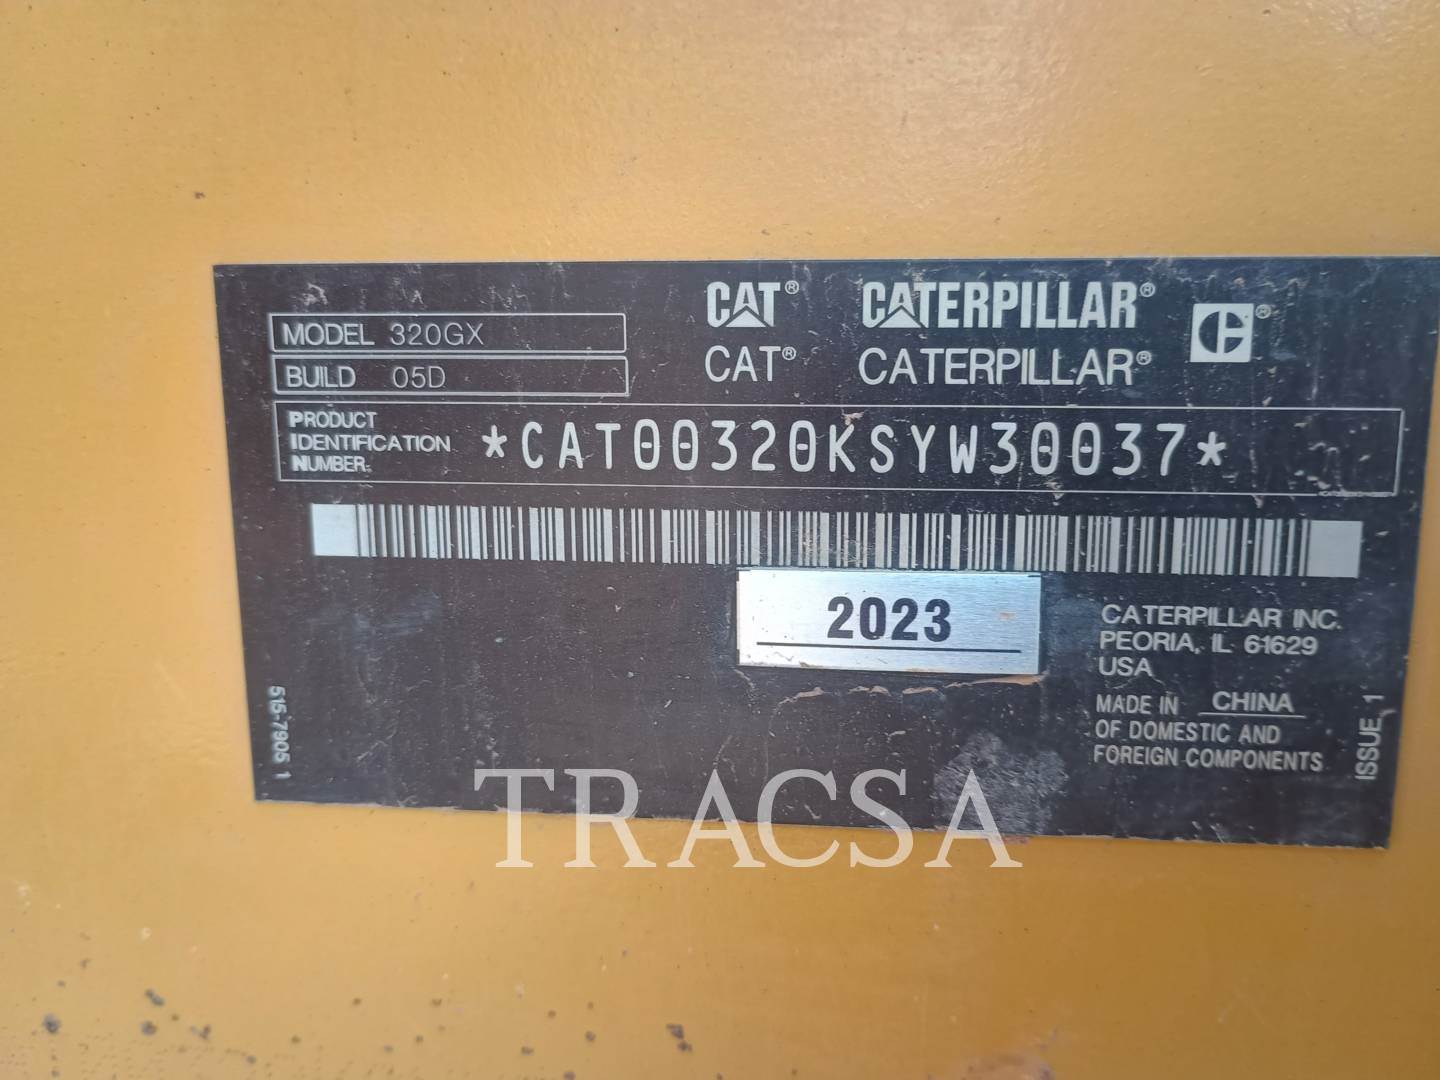 CAT® CATERPILLAR® C®
CAT® CATERPILLAR®
MODEL 320GX
BUILD 05D
PRODUCT
IDENTIFICATION
NUMBER
*CAT00320KSYW30037*
2023
CATERPILLAR INC.
PEORIA, IL 61629
USA
MADE IN CHINA
OF DOMESTIC AND
FOREIGN COMPONENTS
515-7905 1
ISSUE 1
TRACSA